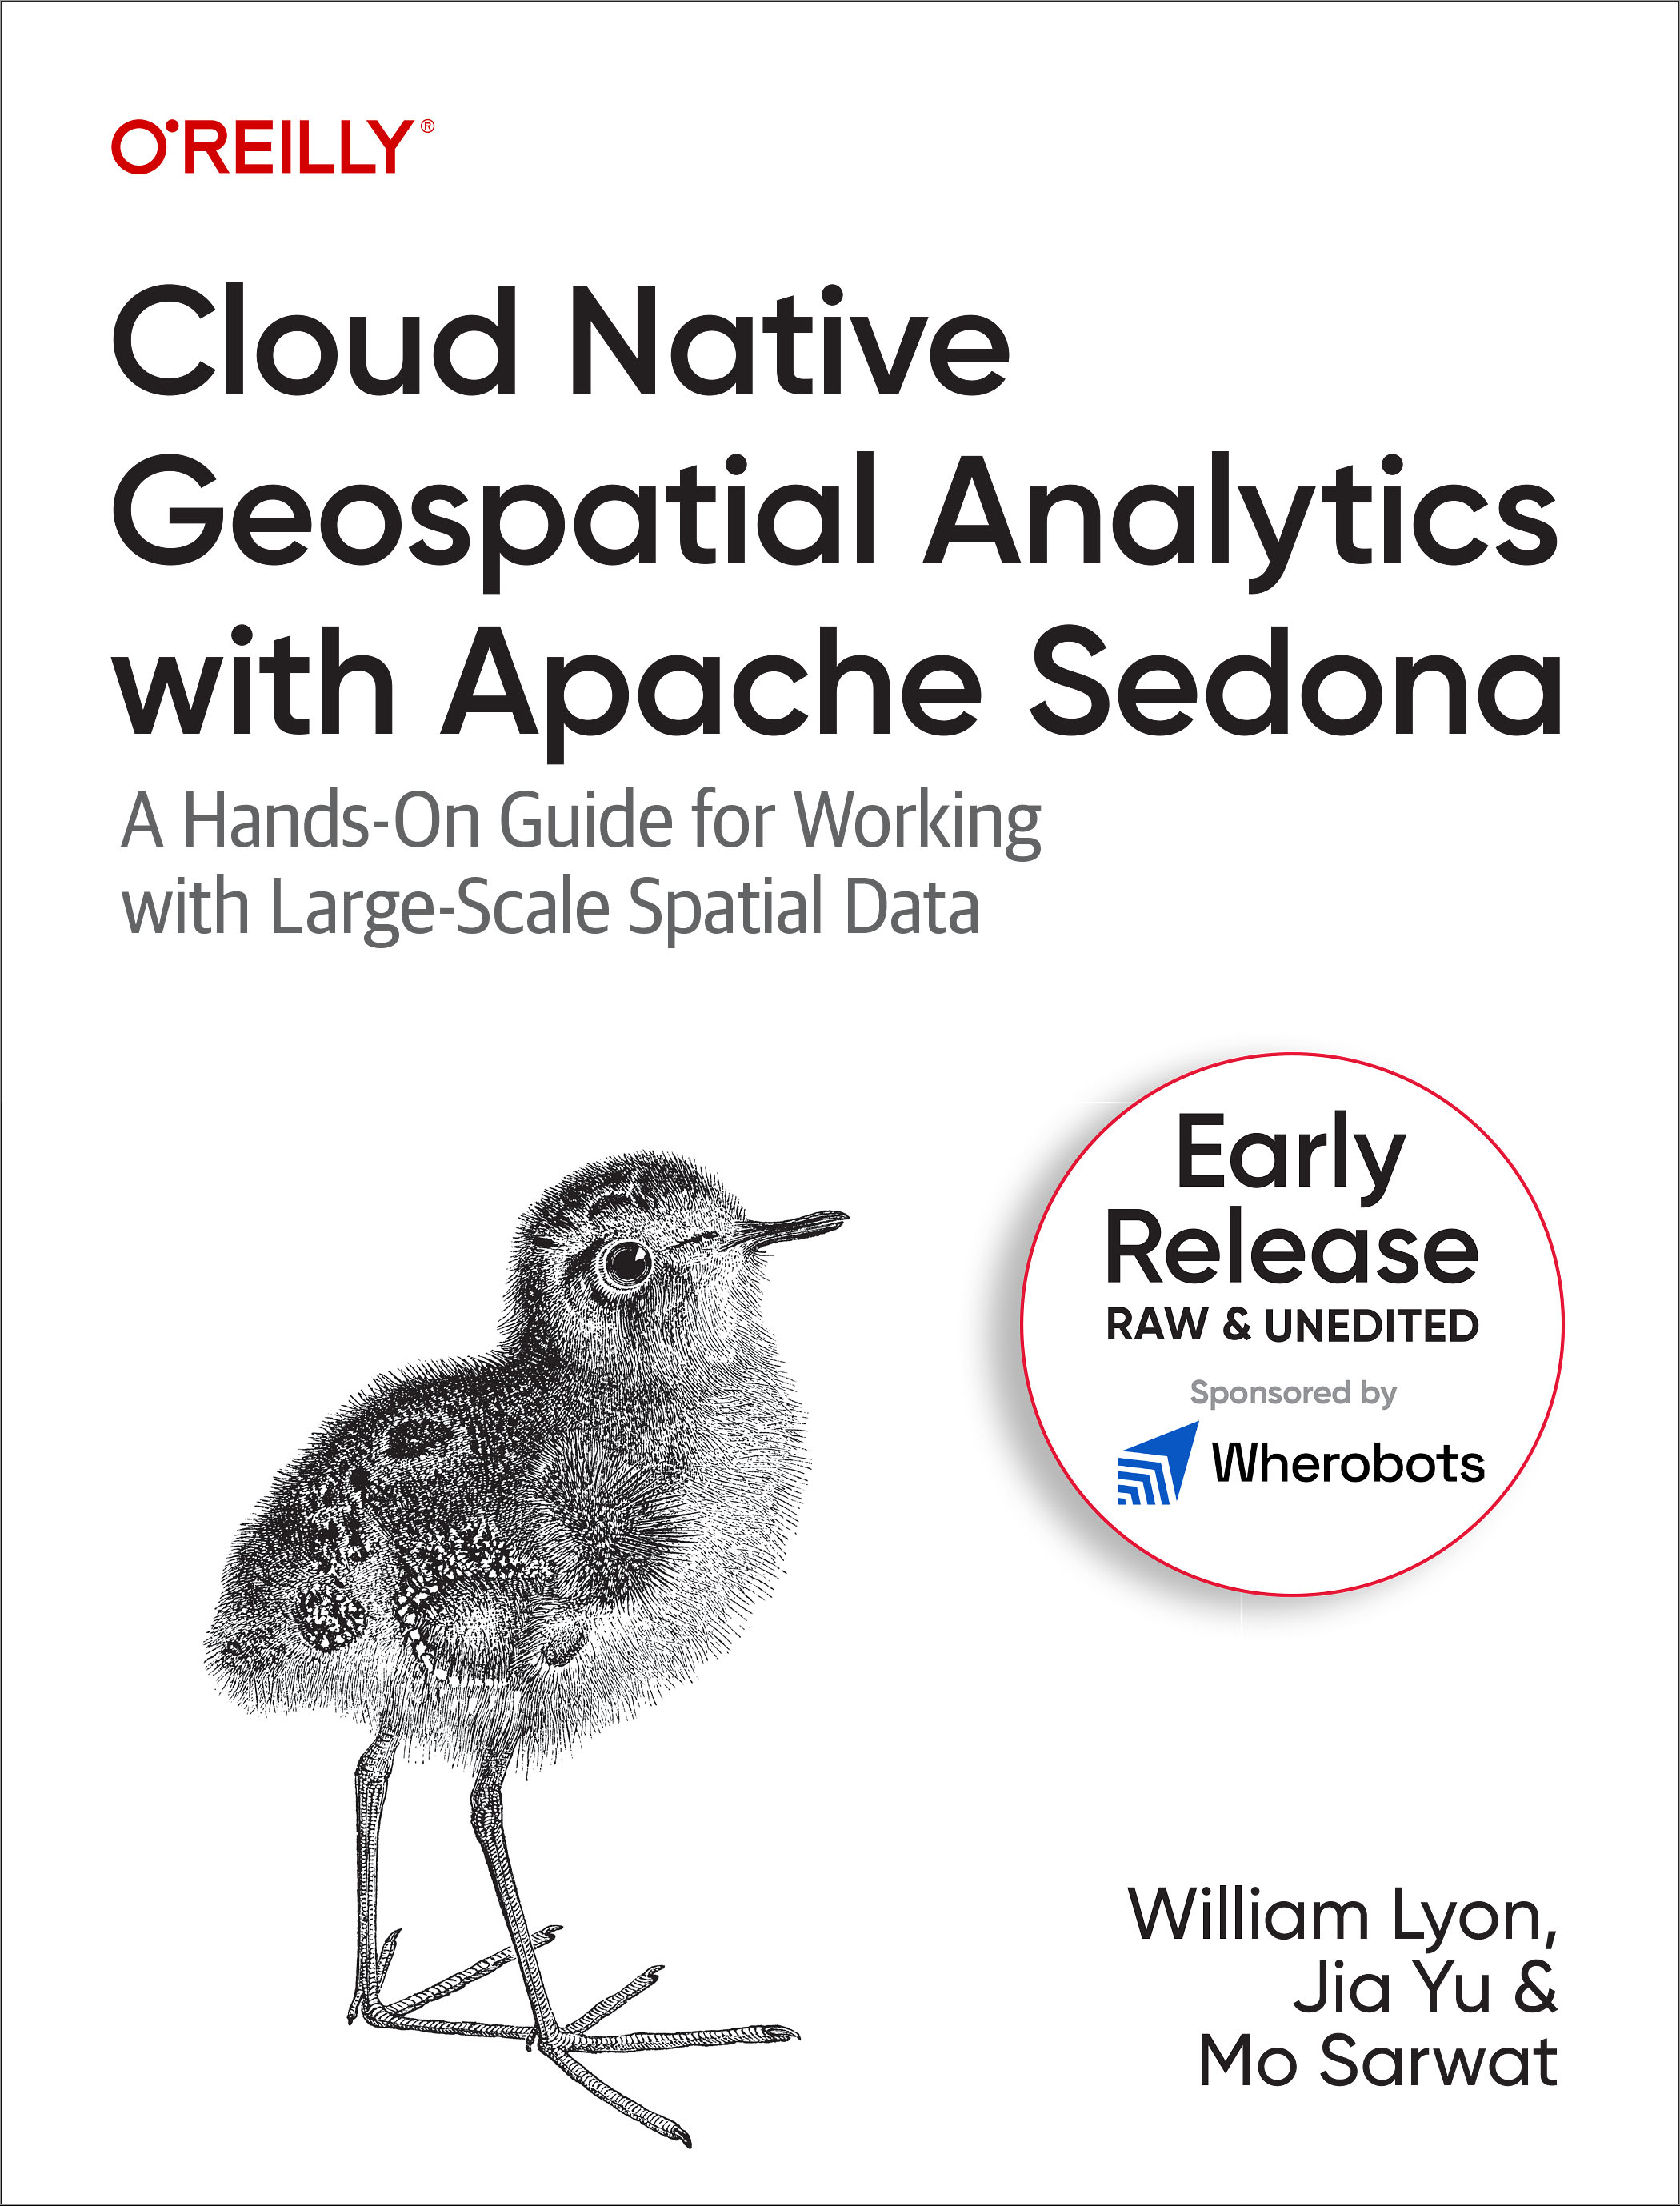 O'REILLY®
Cloud Native
Geospatial Analytics
with Apache Sedona
A Hands-On Guide for Working
with Large-Scale Spatial Data
Early
Release
RAW & UNEDITED
Sponsored by
Wherobots
William Lyon,
Jia Yu &
Mo Sarwat